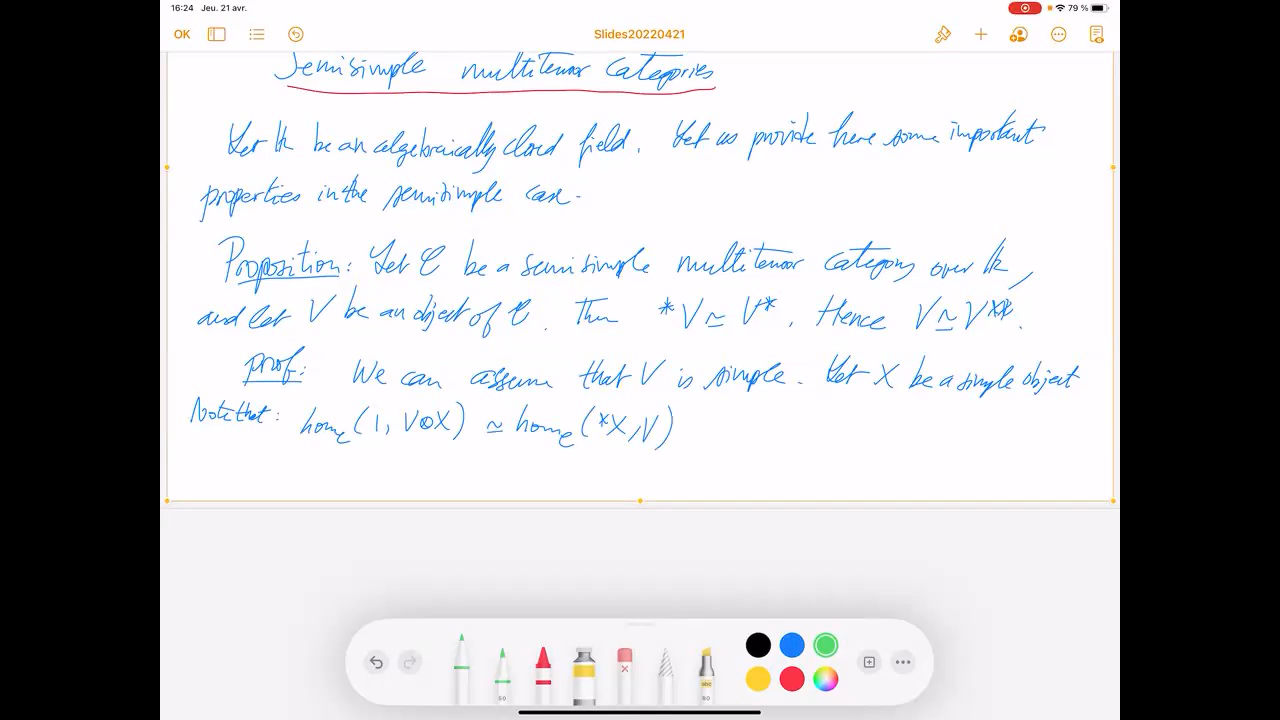 16:24 Jeu. 21 avr.
79 %
OK
Slides20220421
Semisimple multitensor categories
Let 𝕜 be an algebraically closed field. Let us provide here some important
properties in the semisimple case.
Proposition: Let 𝒞 be a semisimple multitensor category over 𝕜,
and let V be an object of 𝒞. Then *V ≃ V*. Hence V ≃ V**.
proof: We can assume that V is simple. Let X be a simple object
Note that: hom𝒞(1, V⊗X) ≃ hom𝒞(*X, V)
50
80